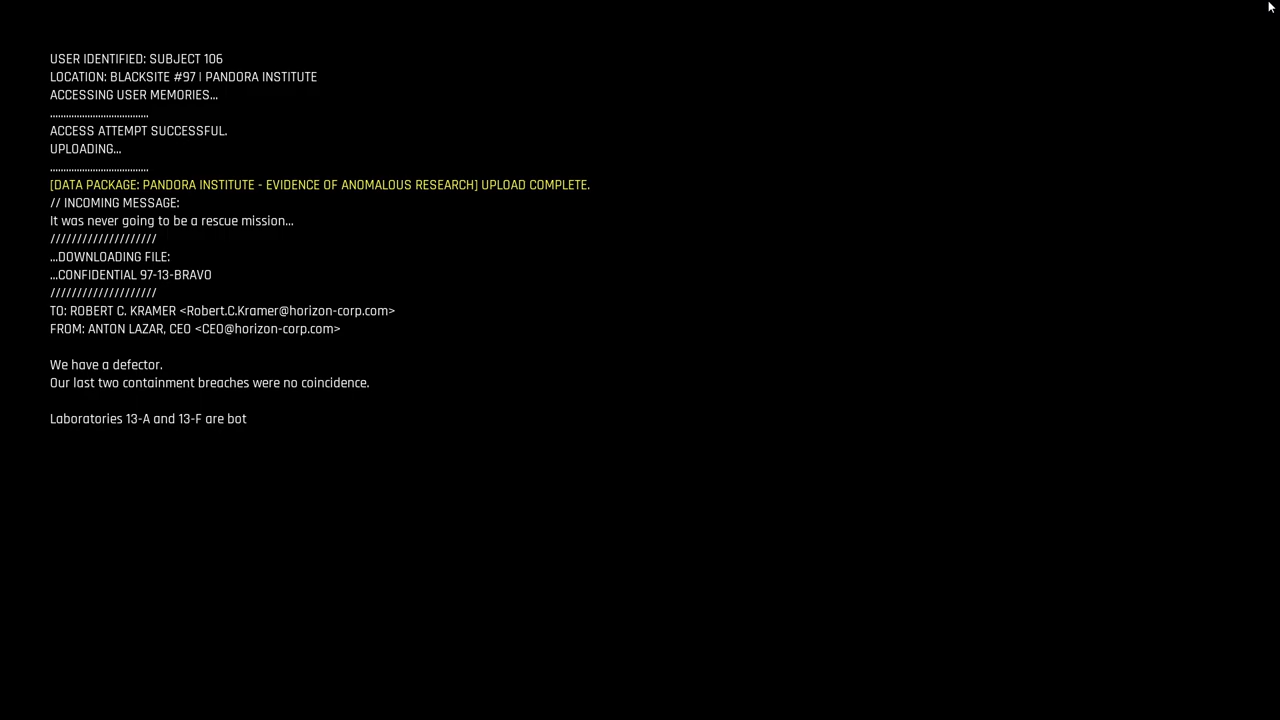 USER IDENTIFIED: SUBJECT 106
LOCATION: BLACKSITE #97 | PANDORA INSTITUTE
ACCESSING USER MEMORIES...
.....................................
ACCESS ATTEMPT SUCCESSFUL.
UPLOADING...
.....................................
[DATA PACKAGE: PANDORA INSTITUTE - EVIDENCE OF ANOMALOUS RESEARCH] UPLOAD COMPLETE.
// INCOMING MESSAGE:
It was never going to be a rescue mission...
////////////////////
...DOWNLOADING FILE:
...CONFIDENTIAL 97-13-BRAVO
////////////////////
TO: ROBERT C. KRAMER <Robert.C.Kramer@horizon-corp.com>
FROM: ANTON LAZAR, CEO <CEO@horizon-corp.com>
We have a defector.
Our last two containment breaches were no coincidence.
Laboratories 13-A and 13-F are bot